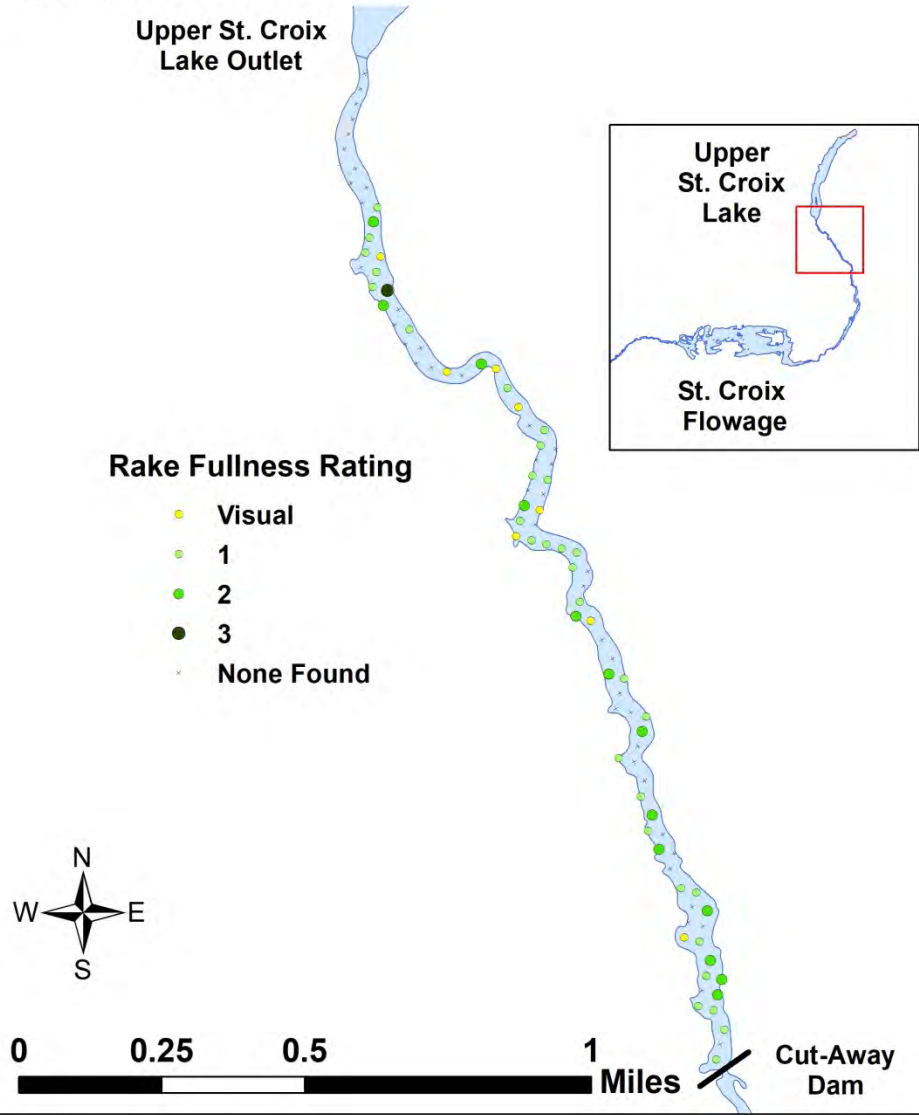 Upper St. Croix
Lake Outlet
Upper
St. Croix
Lake
St. Croix
Flowage
Rake Fullness Rating
Visual
1
2
3
None Found
N
W
E
S
0
0.25
0.5
1
Miles
Cut-Away
Dam